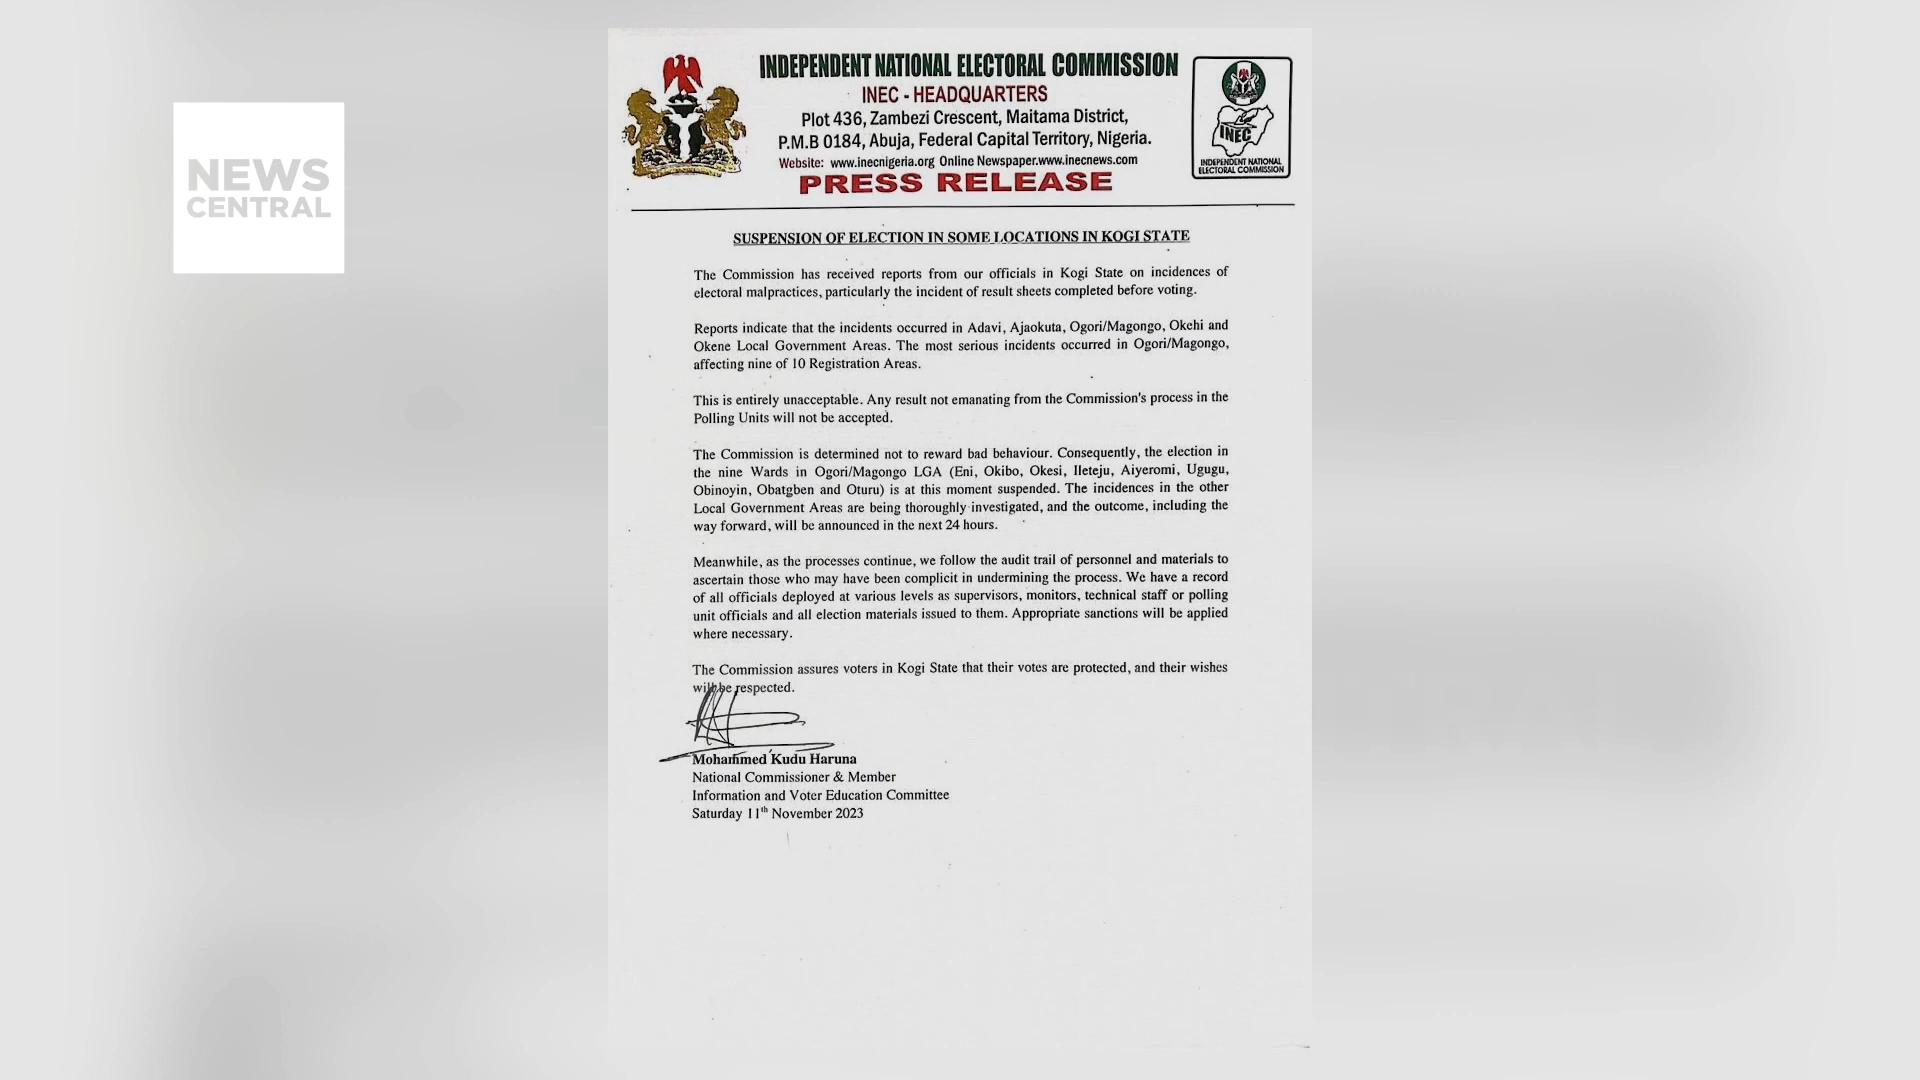 NEWS
CENTRAL
INDEPENDENT NATIONAL ELECTORAL COMMISSION
INEC - HEADQUARTERS
Plot 436, Zambezi Crescent, Maitama District,
P.M.B 0184, Abuja, Federal Capital Territory, Nigeria.
Website: www.inecnigeria.org Online Newspaper.www.inecnews.com
PRESS RELEASE
INEC
INDEPENDENT NATIONAL
ELECTORAL COMMISSION
SUSPENSION OF ELECTION IN SOME LOCATIONS IN KOGI STATE
The Commission has received reports from our officials in Kogi State on incidences of
electoral malpractices, particularly the incident of result sheets completed before voting.
Reports indicate that the incidents occurred in Adavi, Ajaokuta, Ogori/Magongo, Okehi and
Okene Local Government Areas. The most serious incidents occurred in Ogori/Magongo,
affecting nine of 10 Registration Areas.
This is entirely unacceptable. Any result not emanating from the Commission's process in the
Polling Units will not be accepted.
The Commission is determined not to reward bad behaviour. Consequently, the election in
the nine Wards in Ogori/Magongo LGA (Eni, Okibo, Okesi, Ileteju, Aiyeromi, Ugugu,
Obinoyin, Obatgben and Oturu) is at this moment suspended. The incidences in the other
Local Government Areas are being thoroughly investigated, and the outcome, including the
way forward, will be announced in the next 24 hours.
Meanwhile, as the processes continue, we follow the audit trail of personnel and materials to
ascertain those who may have been complicit in undermining the process. We have a record
of all officials deployed at various levels as supervisors, monitors, technical staff or polling
unit officials and all election materials issued to them. Appropriate sanctions will be applied
where necessary.
The Commission assures voters in Kogi State that their votes are protected, and their wishes
will be respected.
Mohammed Kudu Haruna
National Commissioner & Member
Information and Voter Education Committee
Saturday 11th November 2023